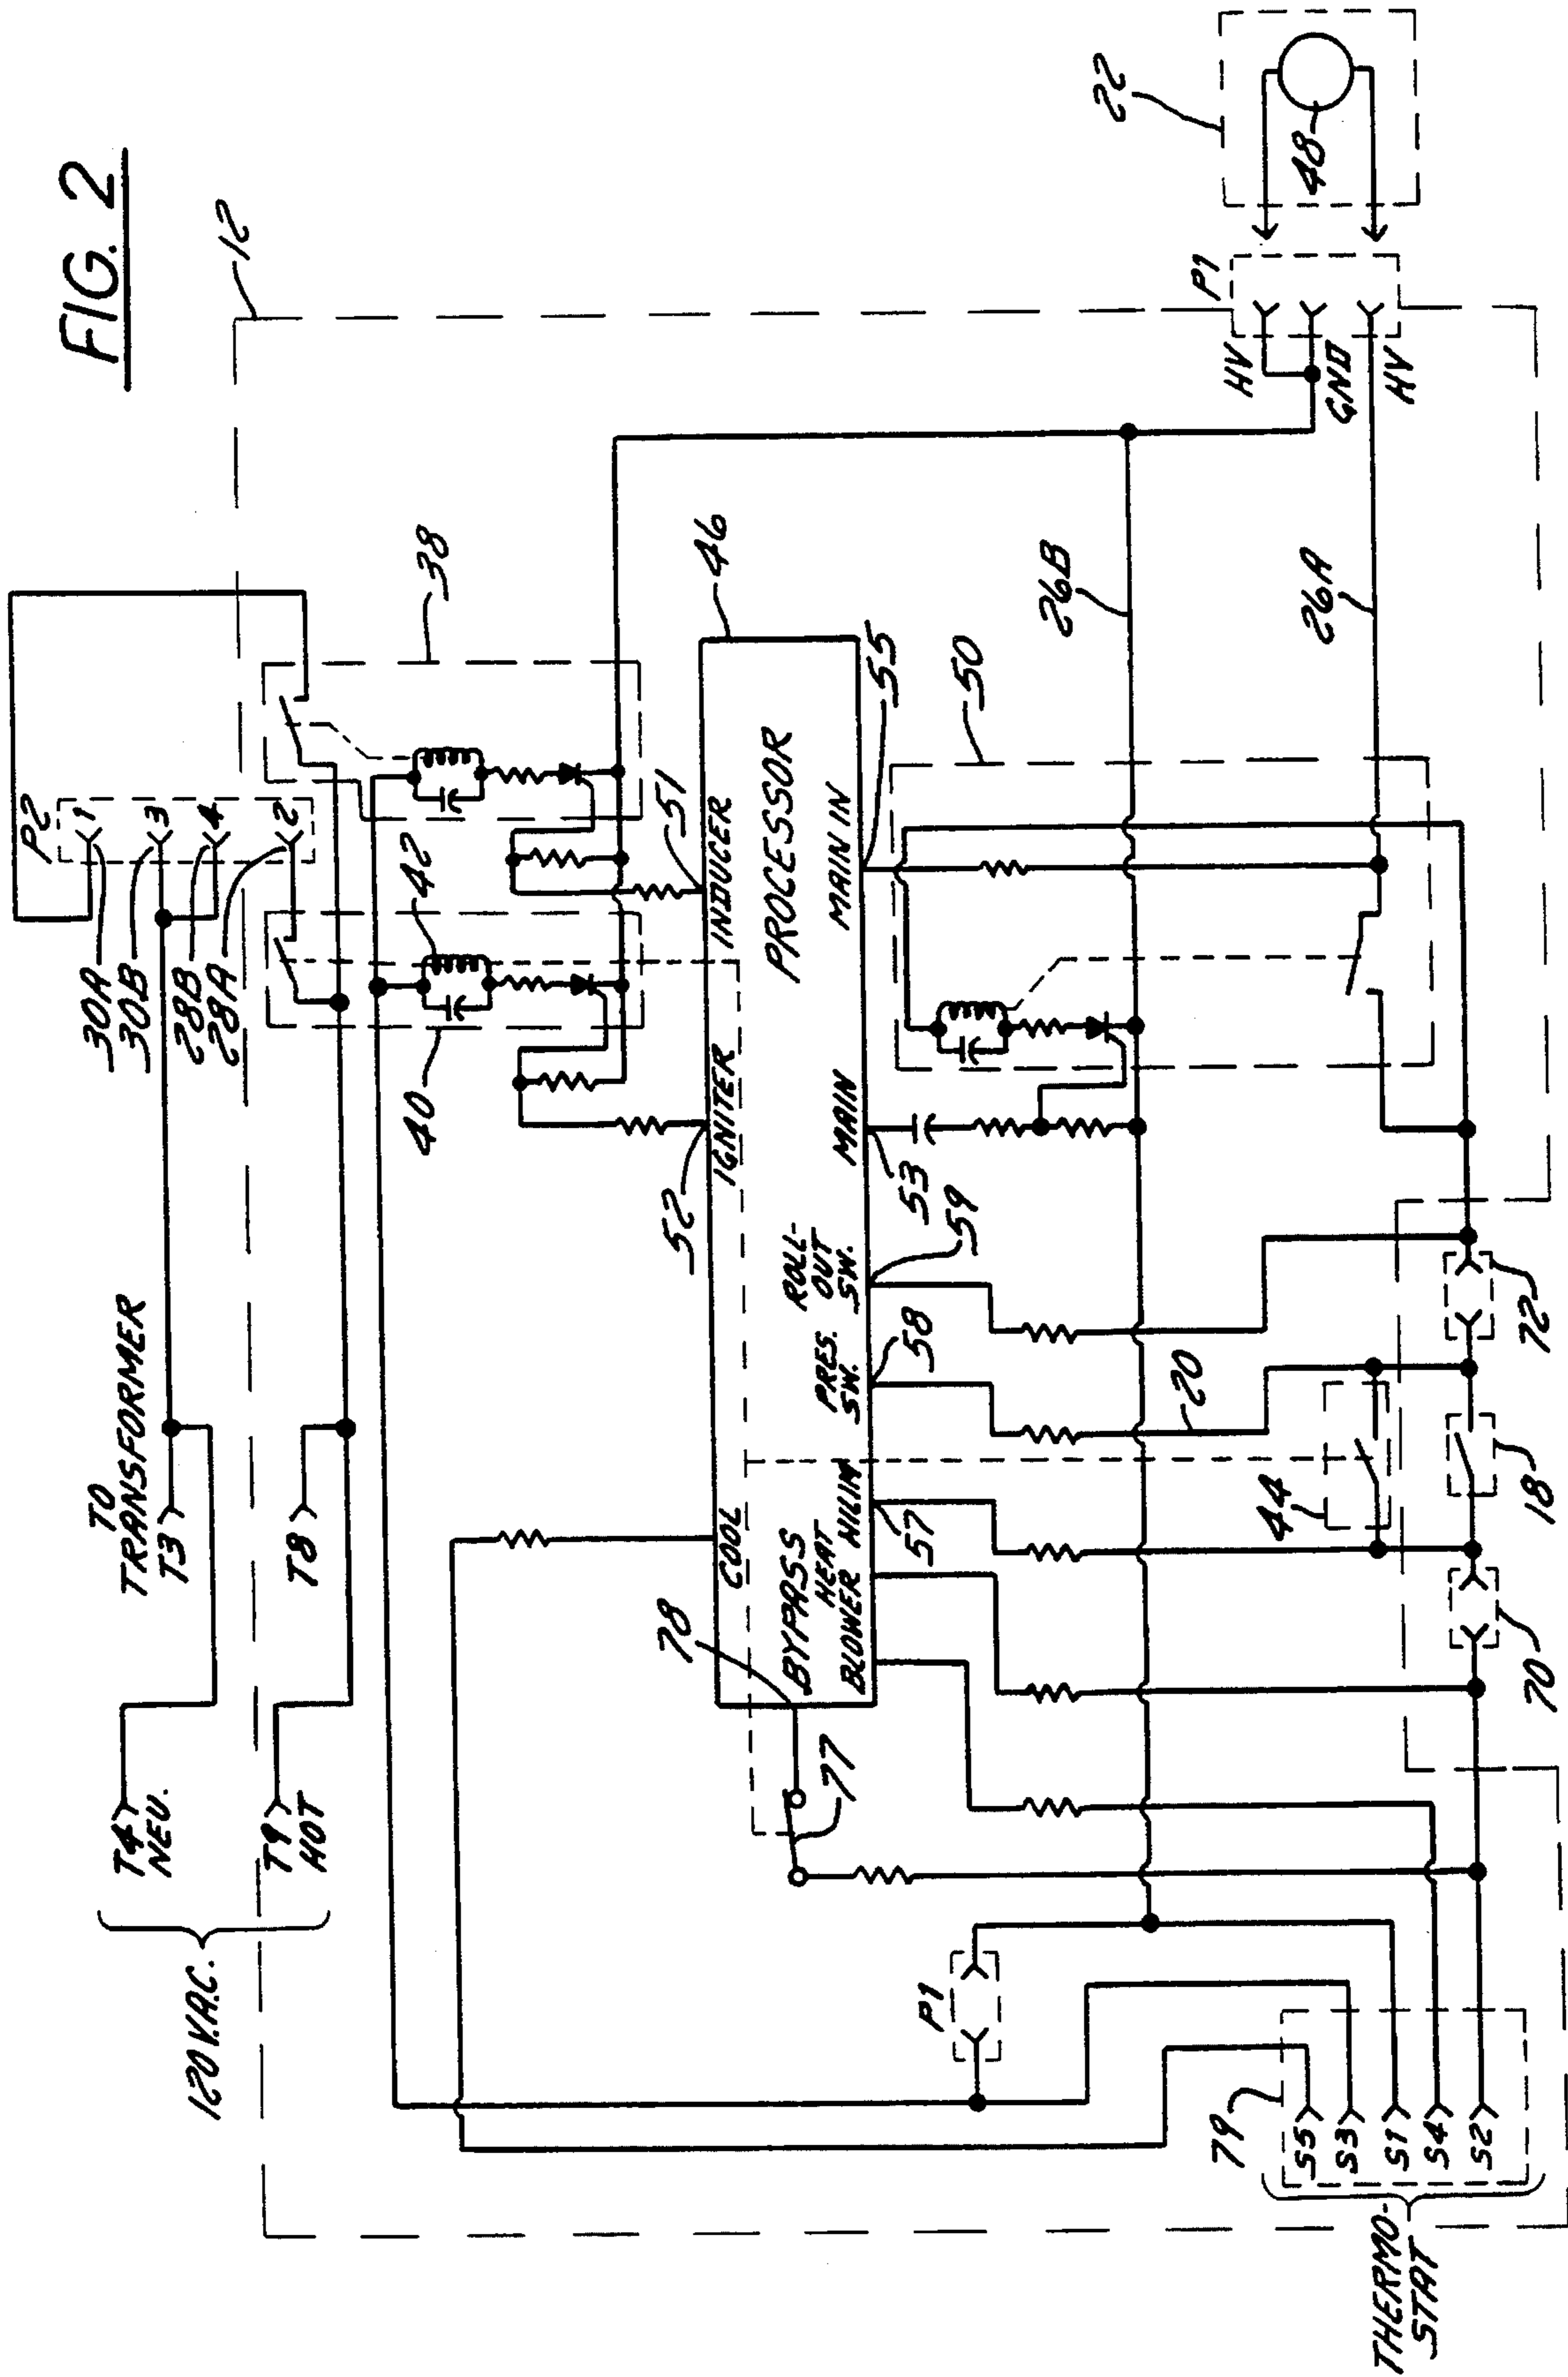 FIG. 2
12
P2
1
3
4
2
30A
30B
28B
28A
TO
TRANSFORMER
T3
T8
T4
NEU.
T9
HOT
120 V.A.C.
38
42
40
51
52
46
INDUCER
IGNITER
COOL
PROCESSOR
BYPASS
MAIN IN
MAIN
ROLL-
OUT
SW.
PRES.
SW.
HILIM
HEAT
BLOWER
78
77
55
53
59
58
57
50
26B
26A
20
44
18
72
70
P1
HV
GND
HV
22
48
P1
79
S5
S3
S1
S4
S2
THERMO-
STAT